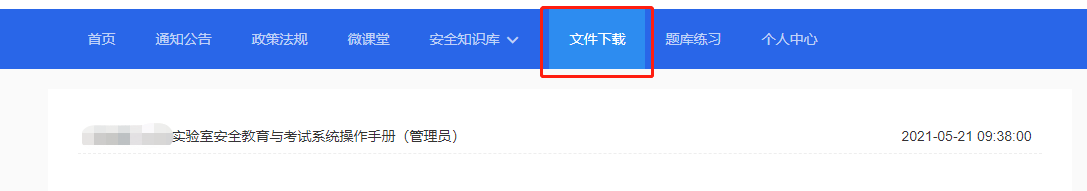 首页 通知公告 政策法规 微课堂 安全知识库 文件下载 题库练习 个人中心
实验室安全教育与考试系统操作手册（管理员） 2021-05-21 09:38:00